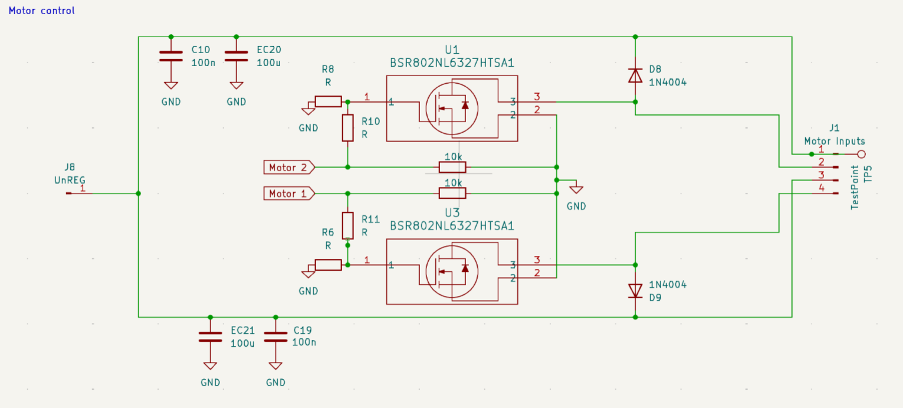 Motor control
C10
100n
GND
EC20
100u
GND
U1
BSR802NL6327HTSA1
R8
R
GND
1
1
3
3
2
2
R10
R
D8
1N4004
J1
Motor Inputs
1
2
3
4
TestPoint
TP5
Motor 2
10k
Motor 1
10k
J8
UnREG
1
GND
U3
BSR802NL6327HTSA1
R11
R
R6
R
GND
1
1
3
3
2
2
1N4004
D9
EC21
100u
GND
C19
100n
GND